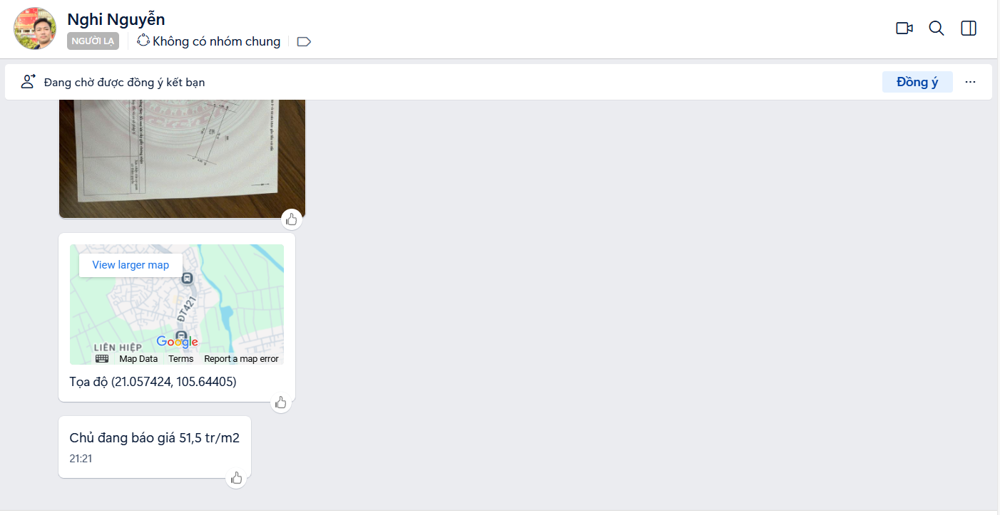 Nghi Nguyễn
NGƯỜI LẠ
Không có nhóm chung
Đang chờ được đồng ý kết bạn
Đồng ý
View larger map
ĐT421
LIÊN HIỆP
Google
Map Data Terms Report a map error
Tọa độ (21.057424, 105.64405)
Chủ đang báo giá 51,5 tr/m2
21:21